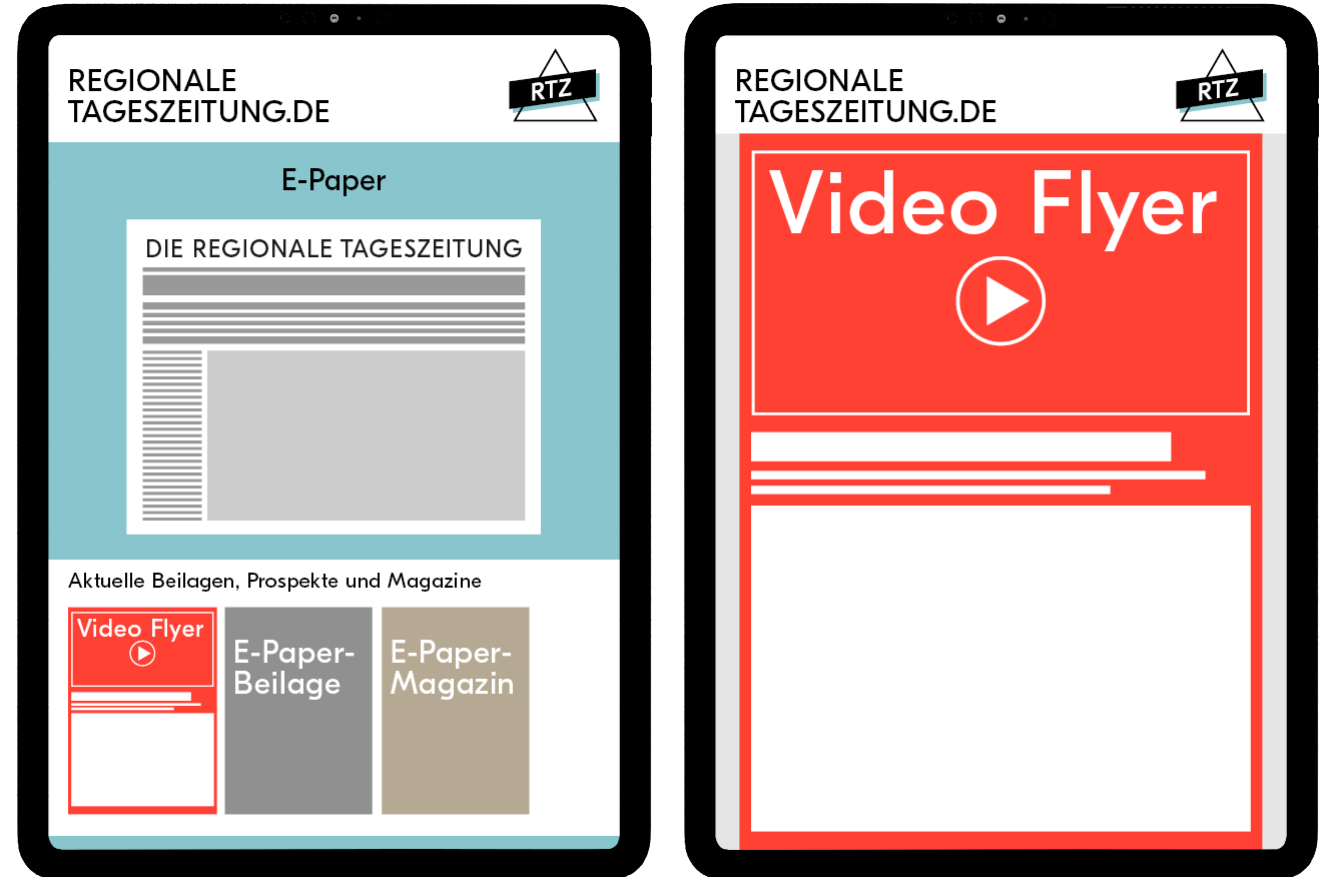 REGIONALE
TAGESZEITUNG.DE
RTZ
E-Paper
DIE REGIONALE TAGESZEITUNG
Aktuelle Beilagen, Prospekte und Magazine
Video Flyer
E-Paper-
Beilage
E-Paper-
Magazin
REGIONALE
TAGESZEITUNG.DE
RTZ
Video Flyer